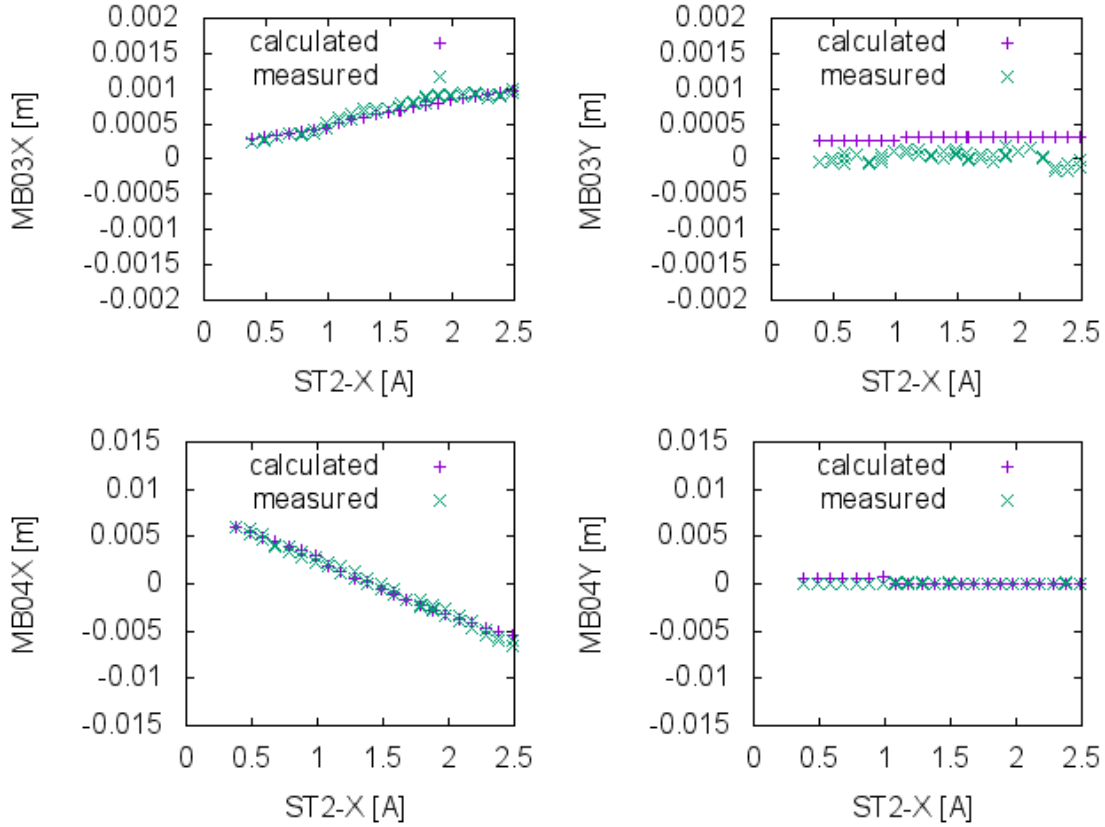 MB03X [m]
0.002
0.0015
0.001
0.0005
0
-0.0005
-0.001
-0.0015
-0.002
calculated
measured
0 0.5 1 1.5 2 2.5
ST2-X [A]
MB03Y [m]
0.002
0.0015
0.001
0.0005
0
-0.0005
-0.001
-0.0015
-0.002
calculated
measured
0 0.5 1 1.5 2 2.5
ST2-X [A]
MB04X [m]
0.015
0.01
0.005
0
-0.005
-0.01
-0.015
calculated
measured
0 0.5 1 1.5 2 2.5
ST2-X [A]
MB04Y [m]
0.015
0.01
0.005
0
-0.005
-0.01
-0.015
calculated
measured
0 0.5 1 1.5 2 2.5
ST2-X [A]